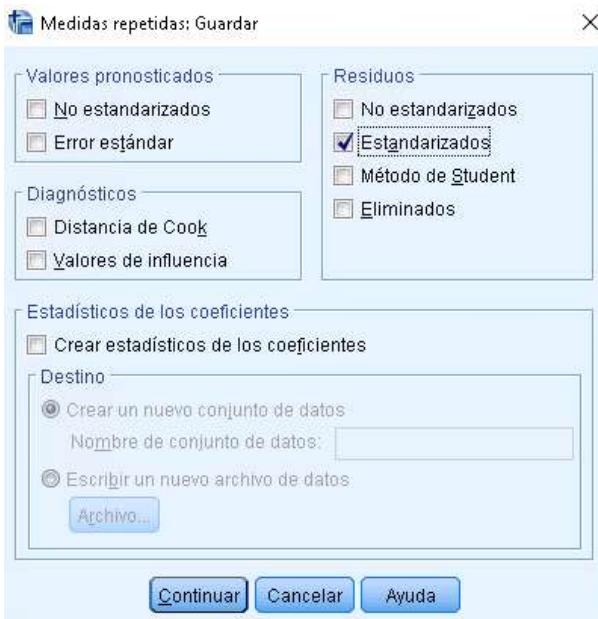 Medidas repetidas: Guardar
Valores pronosticados
No estandarizados
Error estándar
Diagnósticos
Distancia de Cook
Valores de influencia
Residuos
No estandarizados
Estandarizados
Método de Student
Eliminados
Estadísticos de los coeficientes
Crear estadísticos de los coeficientes
Destino
Crear un nuevo conjunto de datos
Nombre de conjunto de datos:
Escribir un nuevo archivo de datos
Archivo...
Continuar Cancelar Ayuda